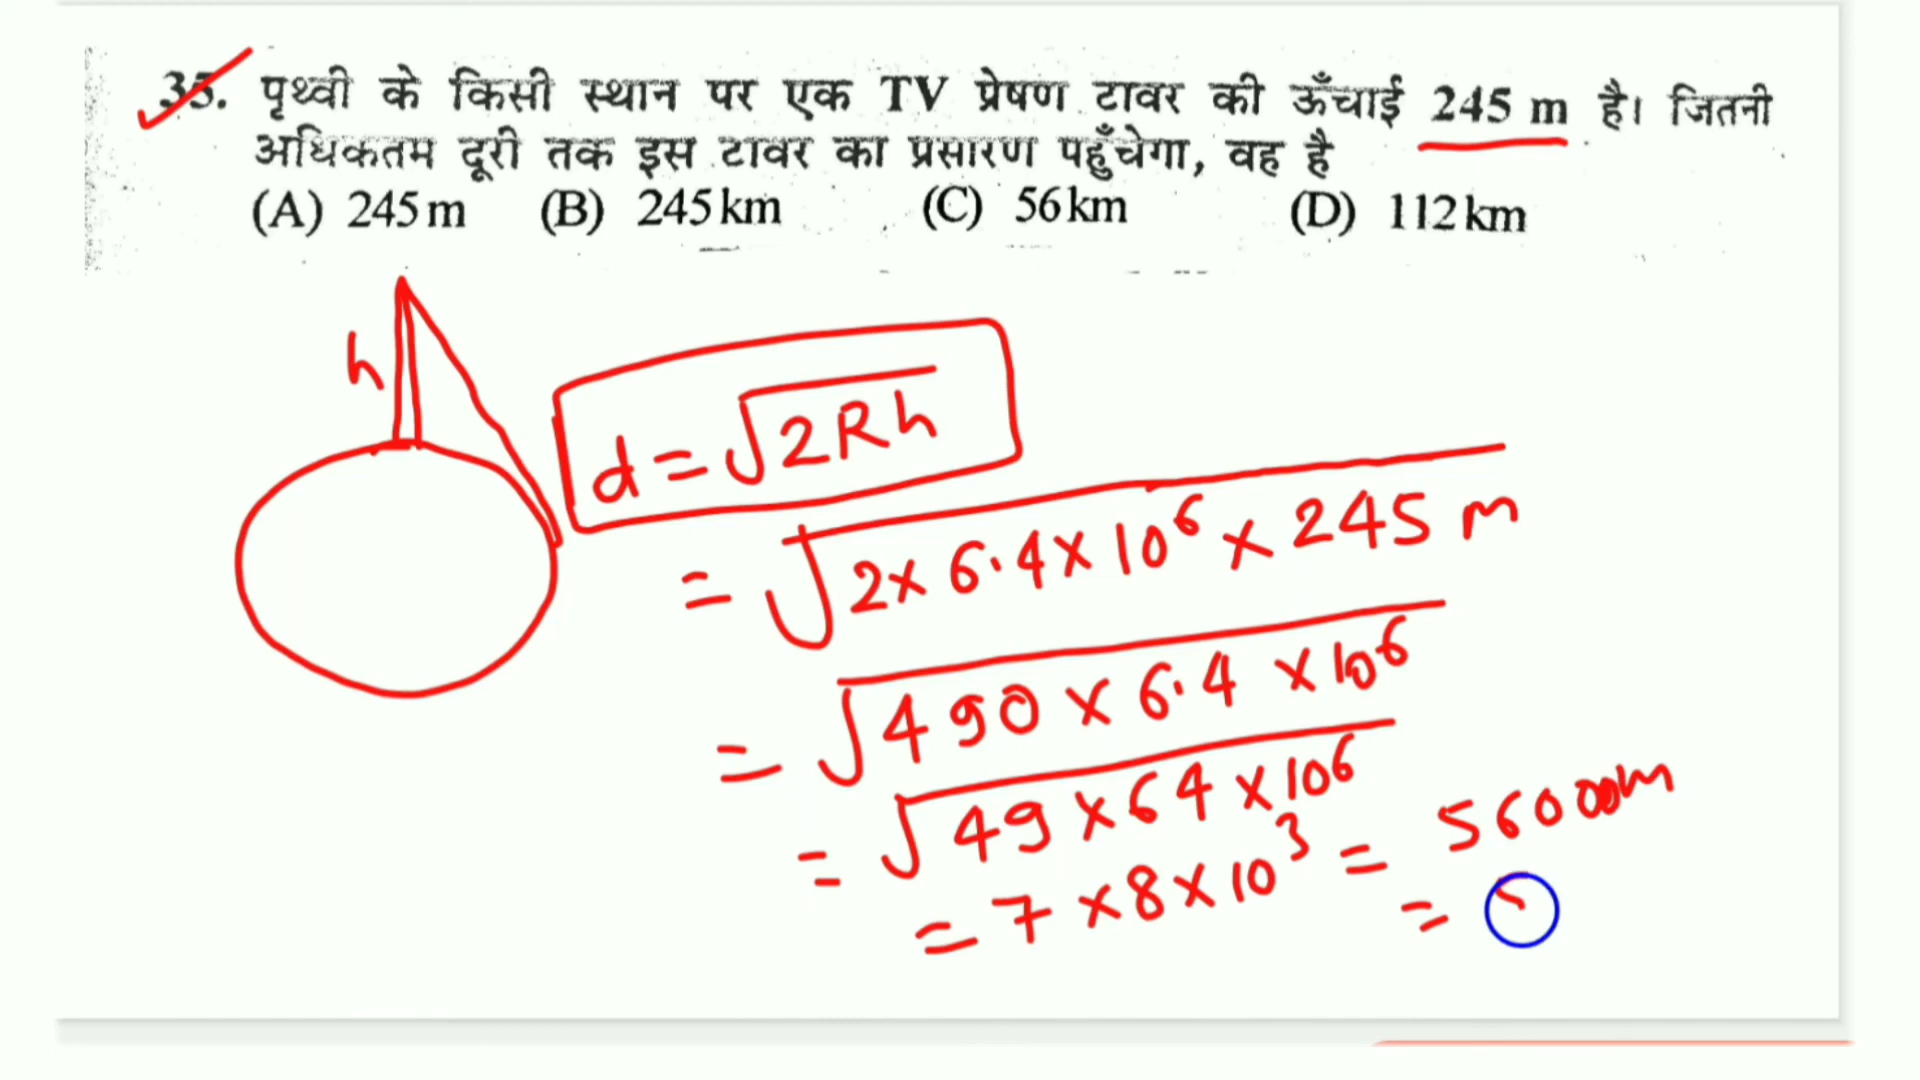 35. पृथ्वी के किसी स्थान पर एक TV प्रेषण टावर की ऊँचाई 245 m है। जितनी
अधिकतम दूरी तक इस टावर का प्रसारण पहुँचेगा, वह है
(A) 245 m (B) 245 km (C) 56 km (D) 112 km
h
d = √2Rh
= √2 × 6.4 × 10⁶ × 245 m
= √490 × 6.4 × 10⁶
= √49 × 64 × 10⁶
= 7 × 8 × 10³ = 56000m
=